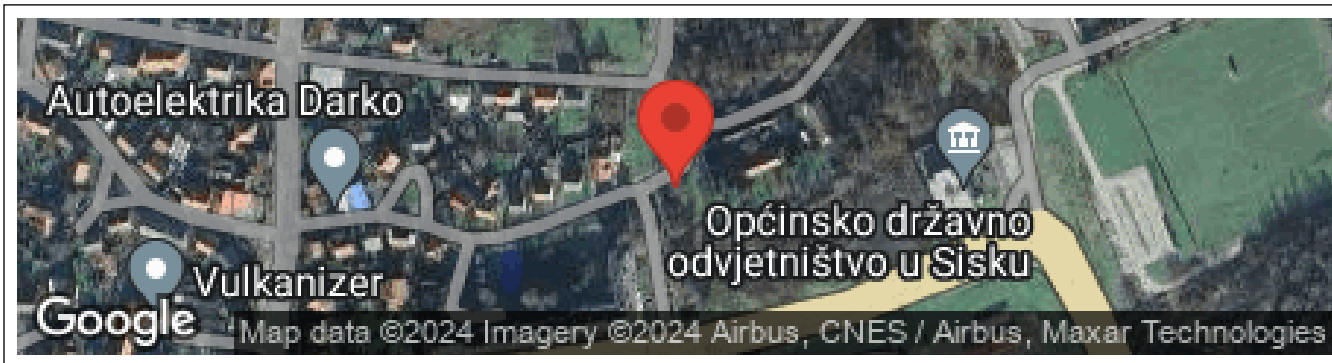 Autoelektrika Darko
Općinsko državno
odvjetništvo u Sisku
Vulkanizer
Google
Map data ©2024 Imagery ©2024 Airbus, CNES / Airbus, Maxar Technologies